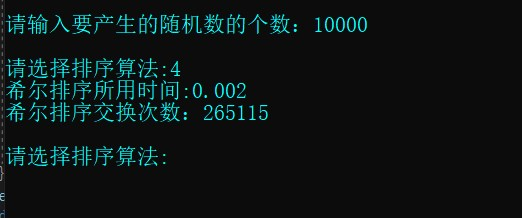 请输入要产生的随机数的个数：10000
请选择排序算法:4
希尔排序所用时间:0.002
希尔排序交换次数：265115
请选择排序算法:
}
e